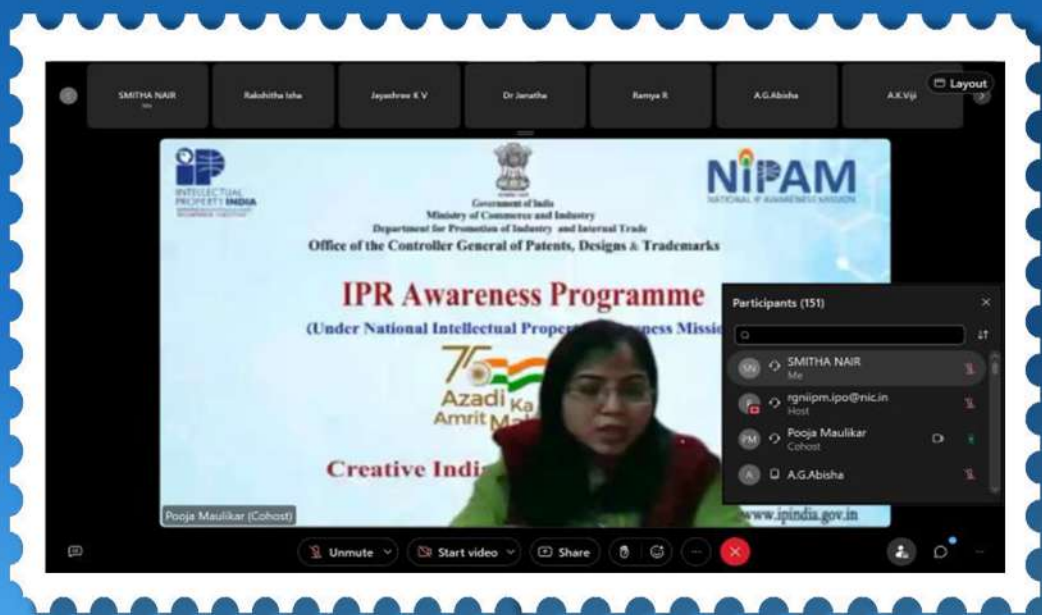 SMITHA NAIR
Me
Rakshitha Isha
Jayashree K V
Dr Janatha
Ramya R
A.G.Abisha
A.K.Viji
Layout
INTELLECTUAL
PROPERTY INDIA
Government of India
Ministry of Commerce and Industry
Department for Promotion of Industry and Internal Trade
Office of the Controller General of Patents, Designs & Trademarks
NIPAM
NATIONAL IP AWARENESS MISSION
IPR Awareness Programme
(Under National Intellectual
75
Azadi Ka
Amrit
Creative
www.ipindia.gov.in
Pooja Maulikar (Cohost)
Participants (151)
SN
SMITHA NAIR
Me
rgniipm.ipo@nic.in
Host
PM
Pooja Maulikar
Cohost
A
A.G.Abisha
Unmute
Start video
Share